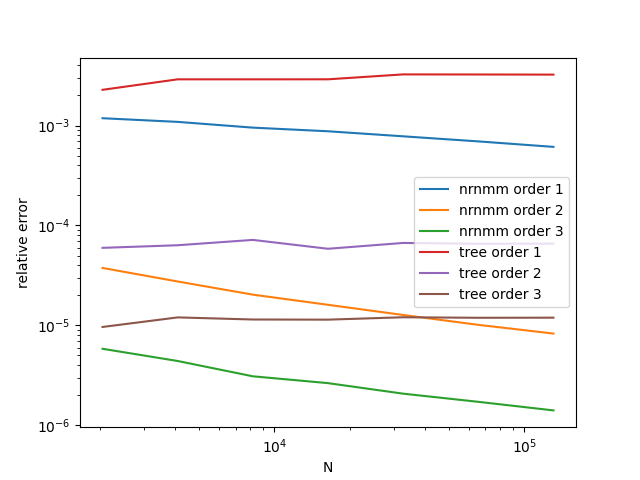 10⁻³
10⁻⁴
10⁻⁵
10⁻⁶
relative error
nrnmm order 1
nrnmm order 2
nrnmm order 3
tree order 1
tree order 2
tree order 3
10⁴
10⁵
N